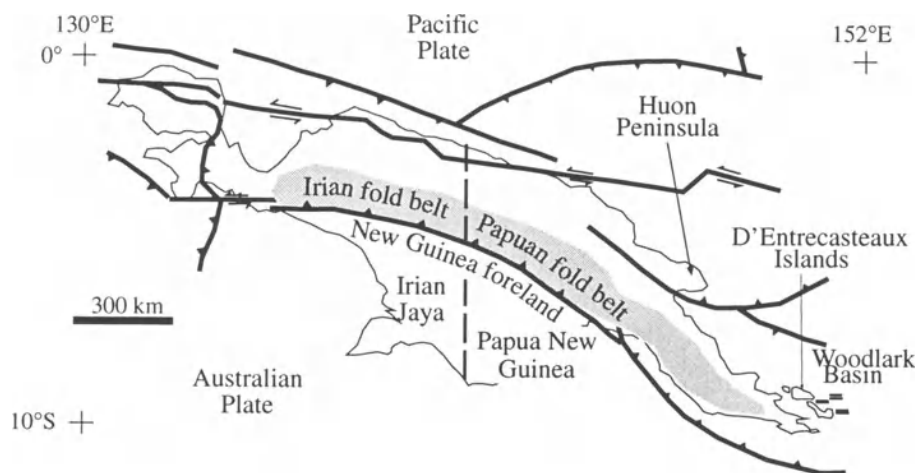 130°E
0°
Pacific
Plate
152°E
Huon
Peninsula
Irian fold belt
Papuan fold belt
New Guinea foreland
D'Entrecasteaux
Islands
300 km
Irian
Jaya
Papua New
Guinea
Woodlark
Basin
Australian
Plate
10°S